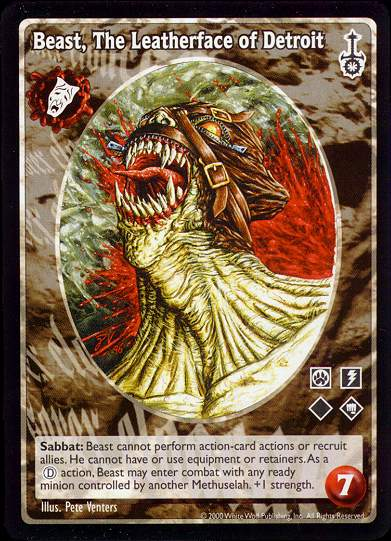 Beast, The Leatherface of Detroit
Sabbat: Beast cannot perform action-card actions or recruit
allies. He cannot have or use equipment or retainers. As a
Ⓓ action, Beast may enter combat with any ready
minion controlled by another Methuselah. +1 strength.
7
Illus. Pete Venters
© 2000 White Wolf Publishing, Inc. All Rights Reserved.